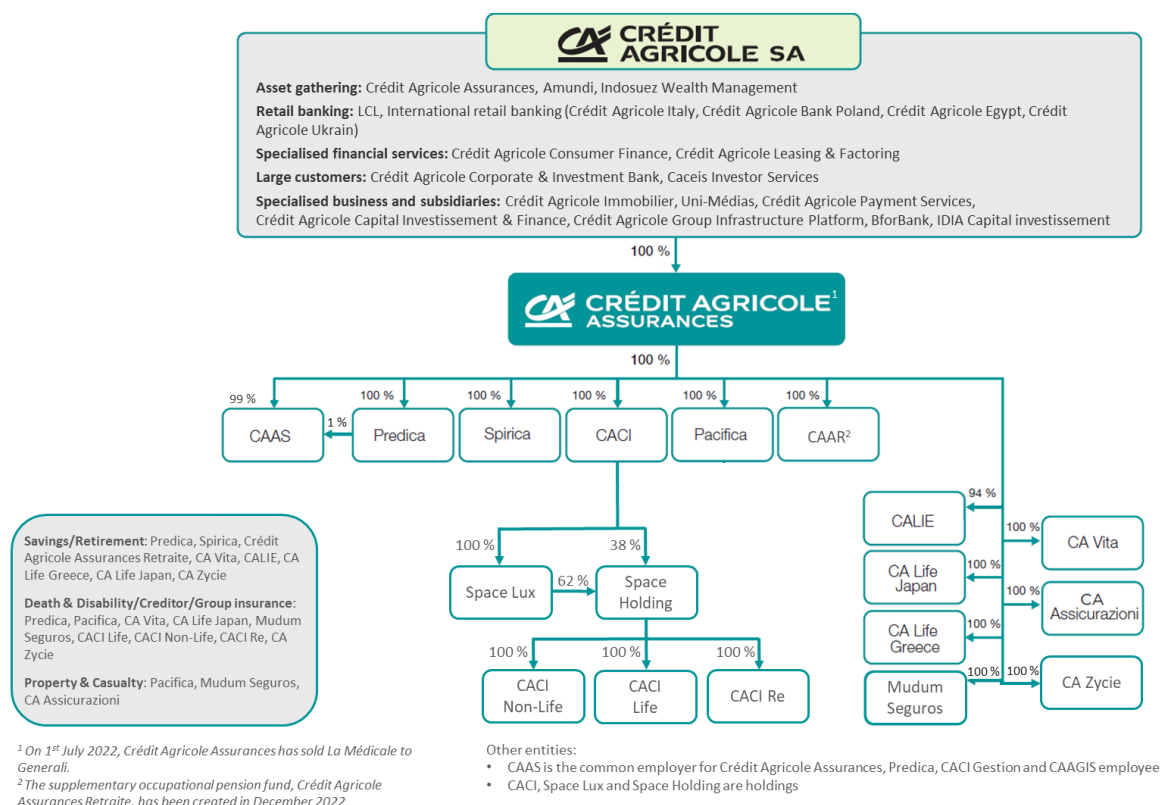 CRÉDIT
AGRICOLE SA
Asset gathering: Crédit Agricole Assurances, Amundi, Indosuez Wealth Management
Retail banking: LCL, International retail banking (Crédit Agricole Italy, Crédit Agricole Bank Poland, Crédit Agricole Egypt, Crédit
Agricole Ukrain)
Specialised financial services: Crédit Agricole Consumer Finance, Crédit Agricole Leasing & Factoring
Large customers: Crédit Agricole Corporate & Investment Bank, Caceis Investor Services
Specialised business and subsidiaries: Crédit Agricole Immobilier, Uni-Médias, Crédit Agricole Payment Services,
Crédit Agricole Capital Investissement & Finance, Crédit Agricole Group Infrastructure Platform, BforBank, IDIA Capital investissement
100 %
CRÉDIT AGRICOLE¹
ASSURANCES
100 %
99 %
100 %
100 %
100 %
100 %
100 %
CAAS
1 %
Predica
Spirica
CACI
Pacifica
CAAR²
94 %
CALIE
100 %
CA Vita
100 %
CA Life
Japan
100 %
CA
Assicurazioni
100 %
CA Life
Greece
100 %
Mudum
Seguros
100 %
CA Zycie
100 %
38 %
Space Lux
62 %
Space
Holding
100 %
100 %
100 %
CACI
Non-Life
CACI
Life
CACI Re
Savings/Retirement: Predica, Spirica, Crédit
Agricole Assurances Retraite, CA Vita, CALIE, CA
Life Greece, CA Life Japan, CA Zycie
Death & Disability/Creditor/Group insurance:
Predica, Pacifica, CA Vita, CA Life Japan, Mudum
Seguros, CACI Life, CACI Non-Life, CACI Re, CA
Zycie
Property & Casualty: Pacifica, Mudum Seguros,
CA Assicurazioni
¹ On 1st July 2022, Crédit Agricole Assurances has sold La Médicale to
Generali.
² The supplementary occupational pension fund, Crédit Agricole
Assurances Retraite, has been created in December 2022
Other entities:
• CAAS is the common employer for Crédit Agricole Assurances, Predica, CACI Gestion and CAAGIS employee
• CACI, Space Lux and Space Holding are holdings